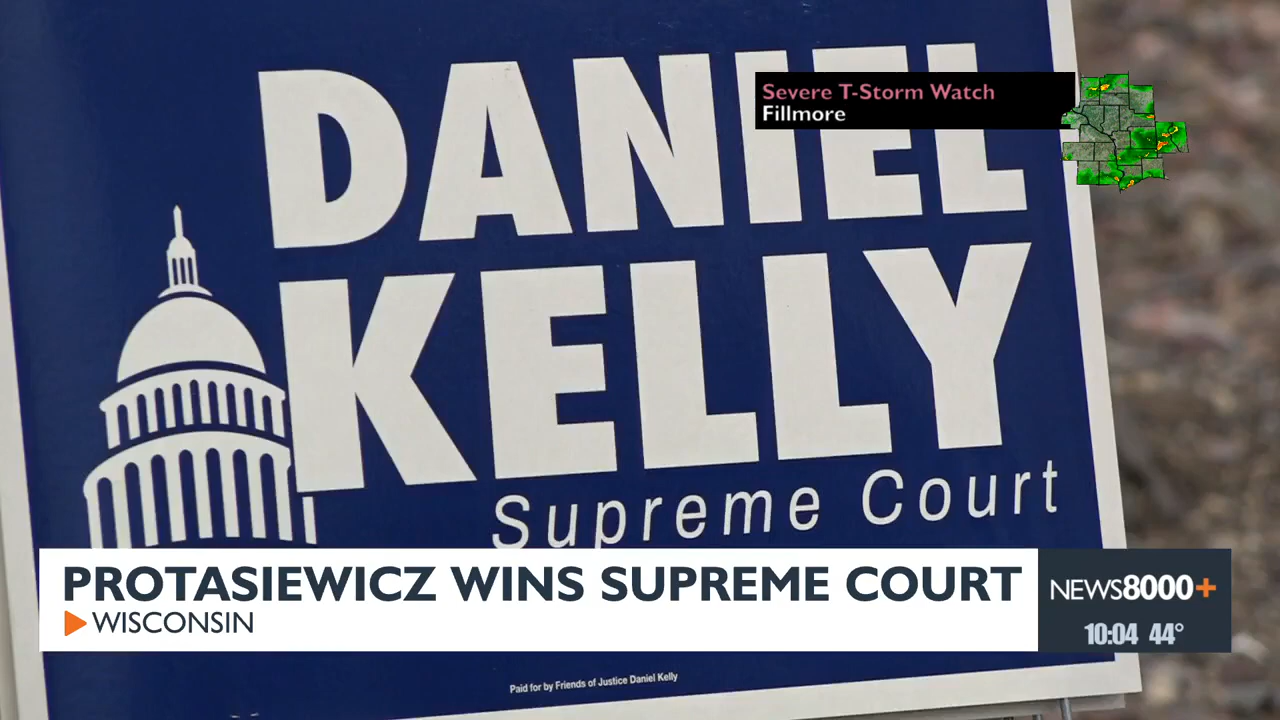 DANIEL
KELLY
Supreme Court
Severe T-Storm Watch
Fillmore
PROTASIEWICZ WINS SUPREME COURT
WISCONSIN
NEWS8000+
10:04 44°
Paid for by Friends of Justice Daniel Kelly